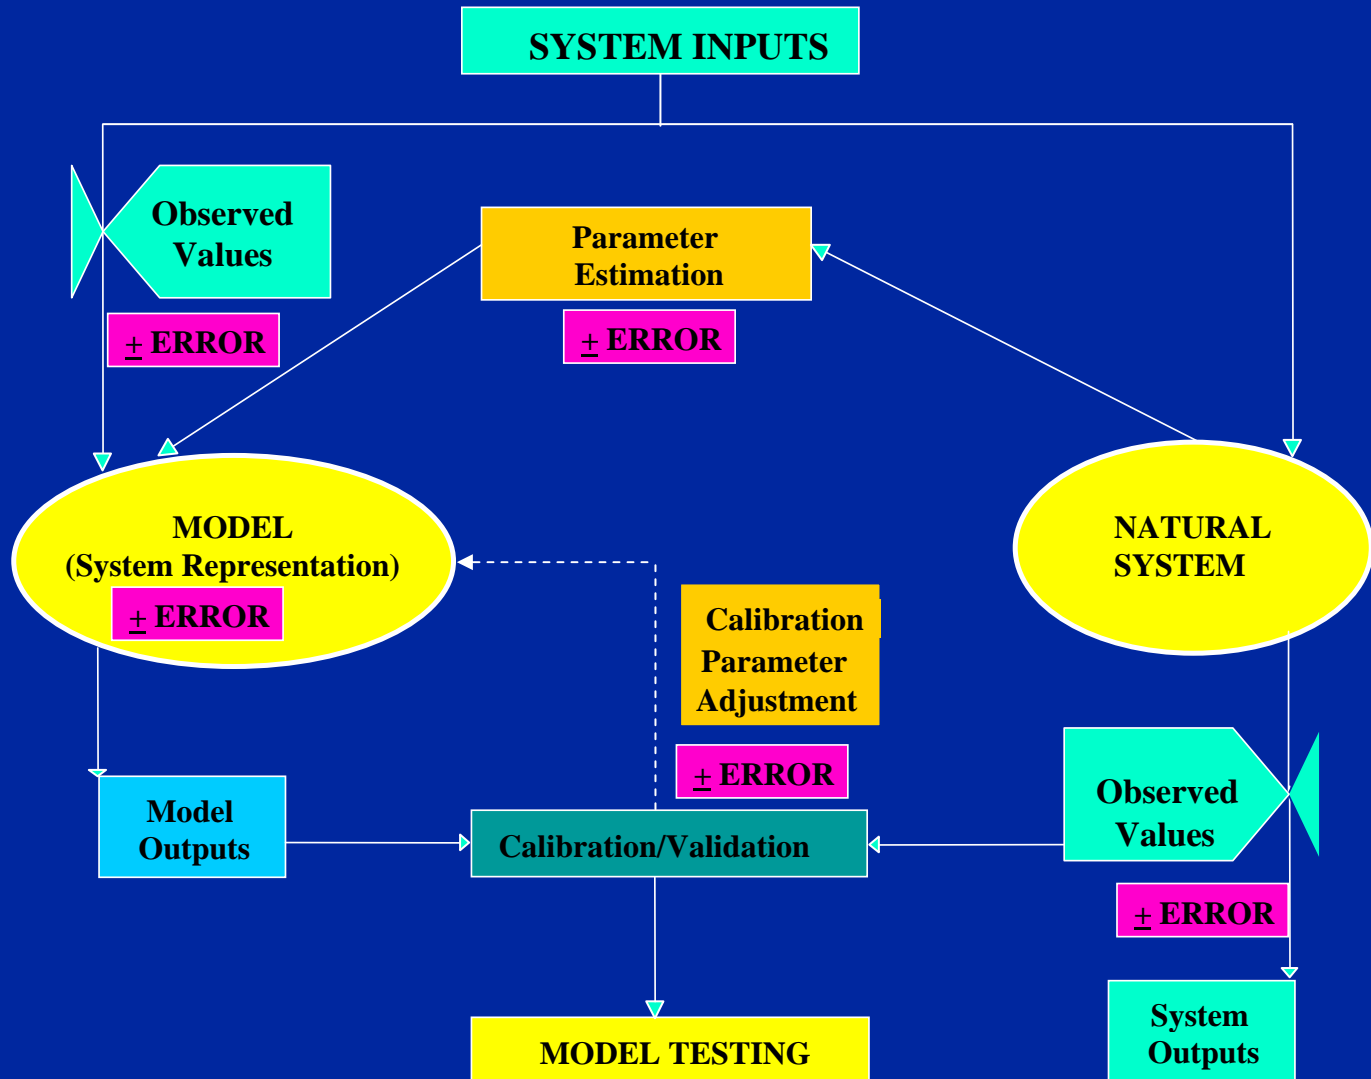 SYSTEM INPUTS
Observed
Values
± ERROR
Parameter
Estimation
± ERROR
MODEL
(System Representation)
± ERROR
NATURAL
SYSTEM
Calibration
Parameter
Adjustment
± ERROR
Model
Outputs
Calibration/Validation
Observed
Values
± ERROR
MODEL TESTING
System
Outputs